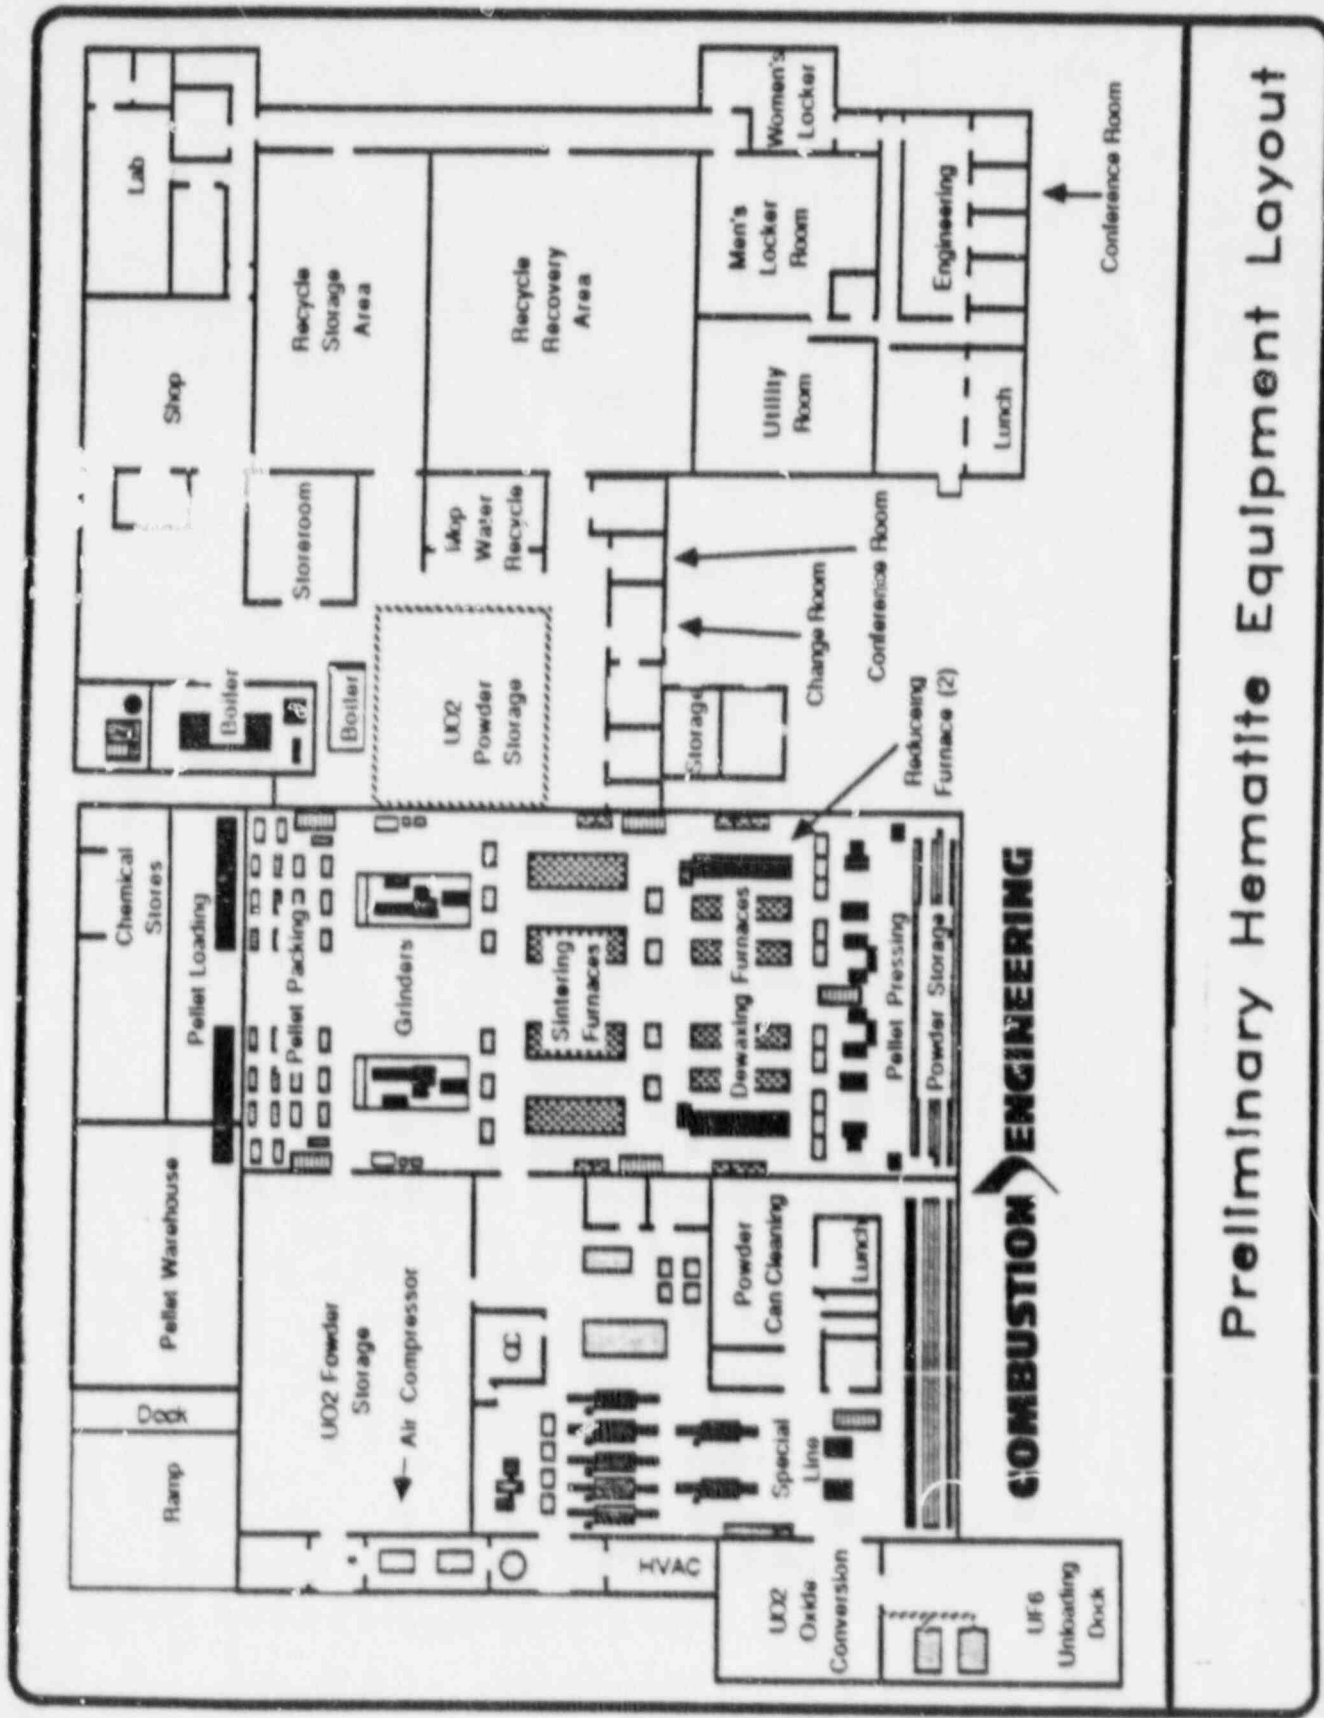 Ramp
Dock
Pellet Warehouse
Chemical
Stores
Pellet Loading
Boiler
Shop
Lab
UO2 Fowder
Storage
Air Compressor
Pellet Packing
Grinders
Boiler
Storeroom
Recycle
Storage
Area
UO2
Powder
Storage
Mop
Water
Recycle
Recycle
Recovery
Area
Sintering
Furnaces
HVAC
Powder
Can Cleaning
Special
Line
Lunch
Dewaxing Furnaces
Storage
Change Room
Conference Room
Reduceing
Furnace (2)
Utility
Room
Men's
Locker
Room
Women's
Locker
UO2
Oxide
Conversion
Pellet Pressing
Powder Storage
Engineering
Lunch
UF6
Unloading
Dock
COMBUSTION ENGINEERING
Conference Room
Preliminary Hematite Equipment Layout